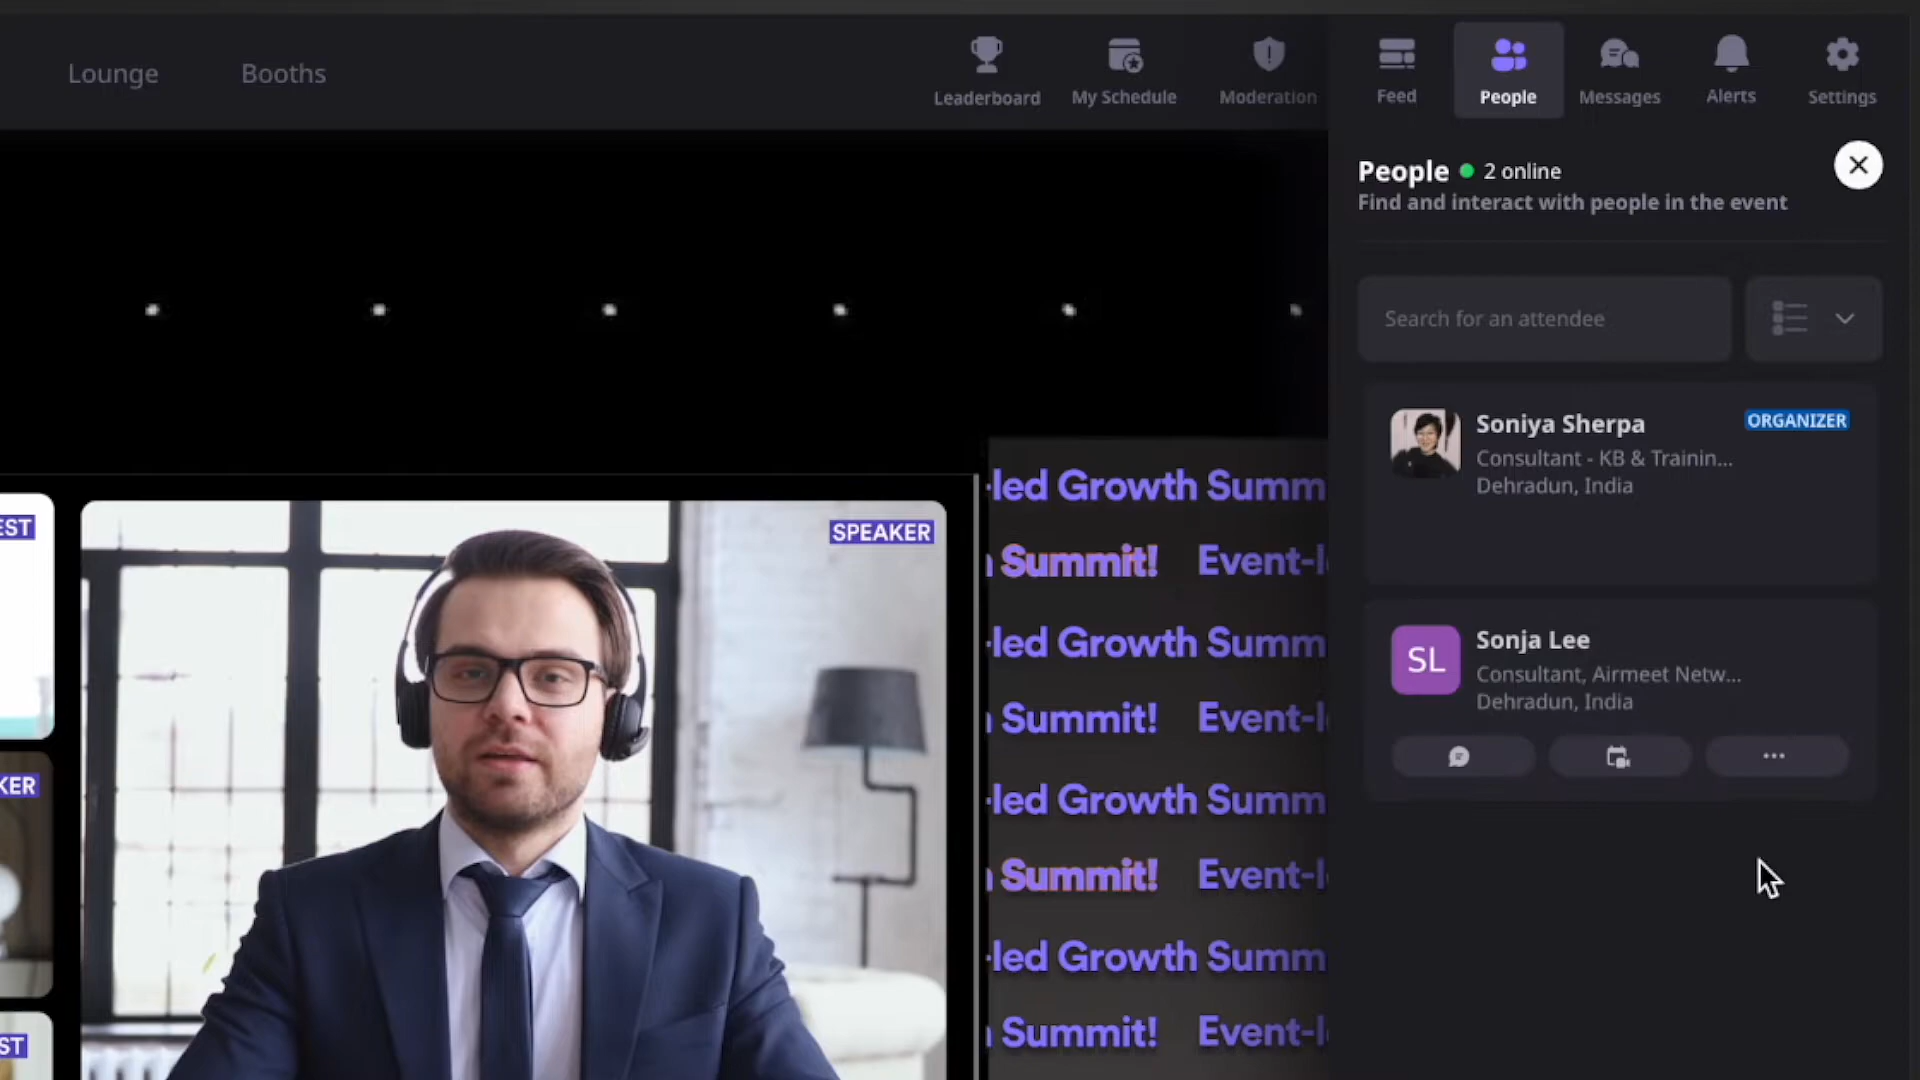 Lounge
Booths
Leaderboard
My Schedule
Moderation
Feed
People
Messages
Alerts
Settings
People 2 online
Find and interact with people in the event
Search for an attendee
Soniya Sherpa
ORGANIZER
Consultant - KB & Trainin...
Dehradun, India
SL
Sonja Lee
Consultant, Airmeet Netw...
Dehradun, India
EST
KER
ST
SPEAKER
-led Growth Summ
Summit! Event-l
-led Growth Summ
Summit! Event-l
-led Growth Summ
Summit! Event-l
-led Growth Summ
Summit! Event-l